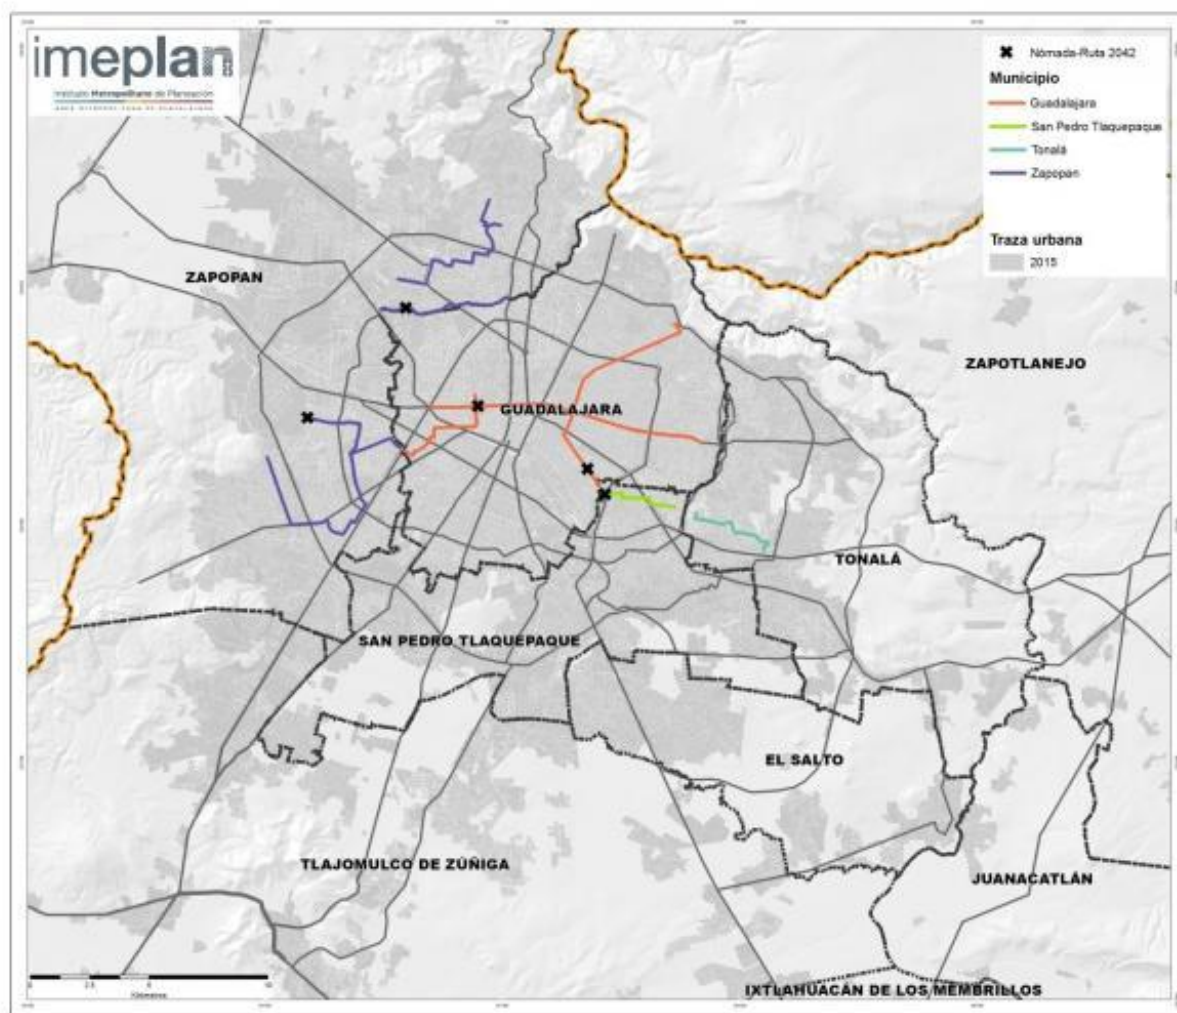 imeplan
Instituto Metropolitano de Planeación
Nómada-Ruta 2042
Municipio
Guadalajara
San Pedro Tlaquepaque
Tonalá
Zapopan
Traza urbana
2015
ZAPOPAN
ZAPOTLANEJO
GUADALAJARA
TONALÁ
SAN PEDRO TLAQUEPAQUE
EL SALTO
TLAJOMULCO DE ZÚÑIGA
JUANACATLÁN
IXTLAHUACÁN DE LOS MEMBRILLOS
Kilómetros